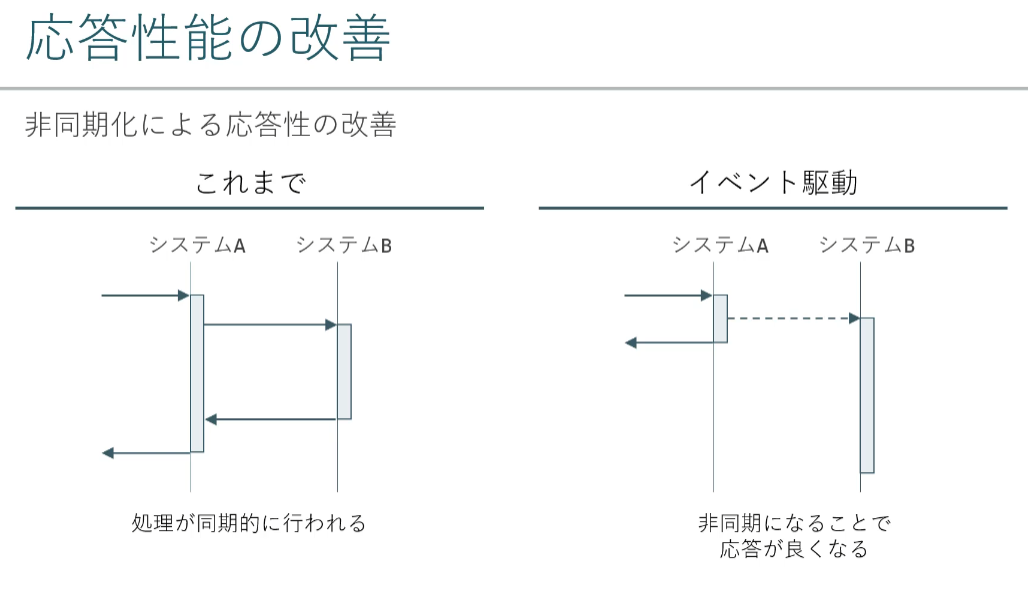 応答性能の改善
非同期化による応答性の改善
これまで
イベント駆動
システムA
システムB
システムA
システムB
処理が同期的に行われる
非同期になることで
応答が良くなる